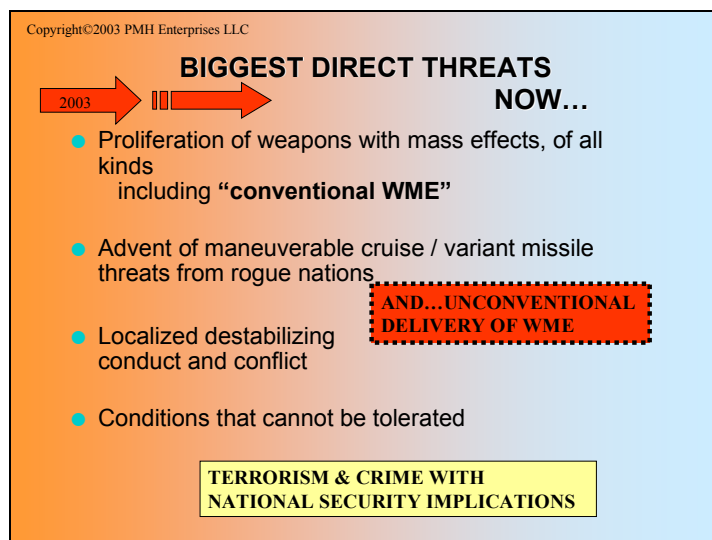 Copyright©2003 PMH Enterprises LLC
BIGGEST DIRECT THREATS
2003
NOW…
Proliferation of weapons with mass effects, of all
kinds
including “conventional WME”
Advent of maneuverable cruise / variant missile
threats from rogue nations
AND…UNCONVENTIONAL
DELIVERY OF WME
Localized destabilizing
conduct and conflict
Conditions that cannot be tolerated
TERRORISM & CRIME WITH
NATIONAL SECURITY IMPLICATIONS